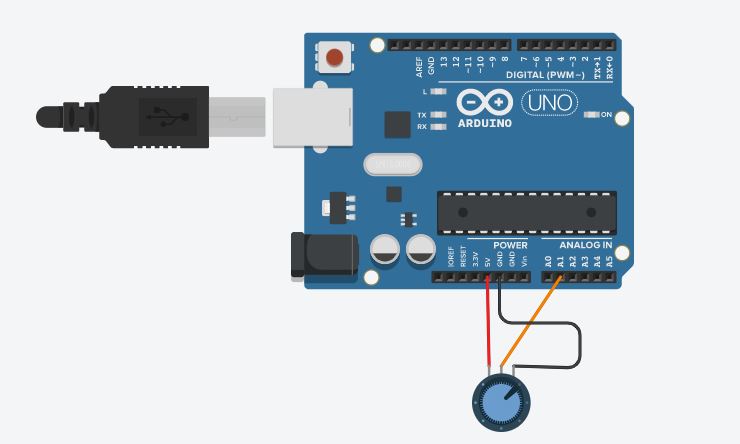 AREF
GND
13
12
~11
~10
~9
8
7
~6
~5
4
~3
2
TX→1
RX←0
DIGITAL (PWM~)
L
TX
RX
ARDUINO
UNO
ON
POWER
ANALOG IN
IOREF
RESET
3.3V
5V
GND
GND
Vin
A0
A1
A2
A3
A4
A5